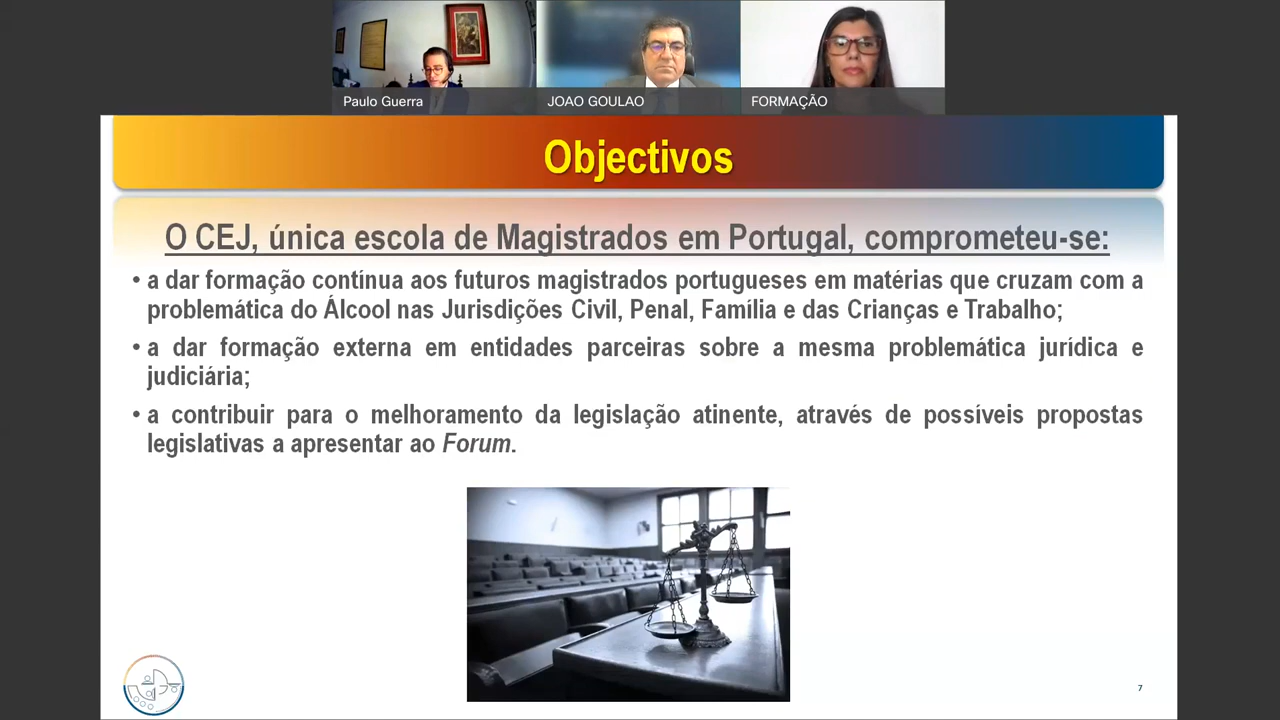 Paulo Guerra
JOAO GOULAO
FORMAÇÃO
Objectivos
O CEJ, única escola de Magistrados em Portugal, comprometeu-se:
• a dar formação contínua aos futuros magistrados portugueses em matérias que cruzam com a
problemática do Álcool nas Jurisdições Civil, Penal, Família e das Crianças e Trabalho;
• a dar formação externa em entidades parceiras sobre a mesma problemática jurídica e
judiciária;
• a contribuir para o melhoramento da legislação atinente, através de possíveis propostas
legislativas a apresentar ao Forum.
7